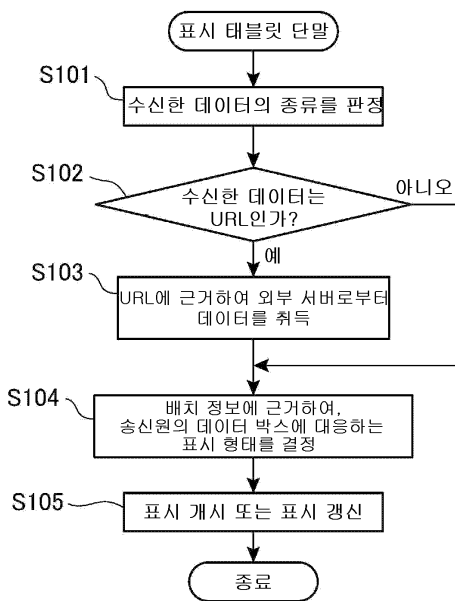 표시 태블릿 단말
S101
수신한 데이터의 종류를 판정
S102
수신한 데이터는
URL인가?
아니오
예
S103
URL에 근거하여 외부 서버로부터
데이터를 취득
S104
배치 정보에 근거하여,
송신원의 데이터 박스에 대응하는
표시 형태를 결정
S105
표시 개시 또는 표시 갱신
종료